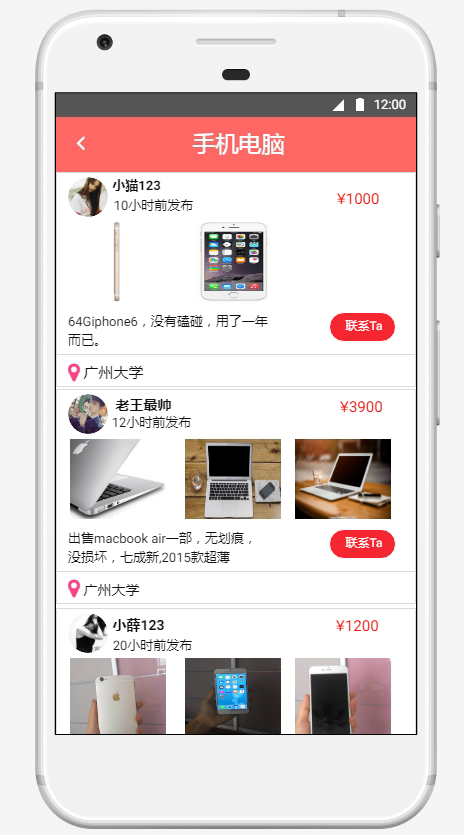 12:00
手机电脑
小猫123
10小时前发布
¥1000
64Giphone6，没有磕碰，用了一年
而已。
联系Ta
广州大学
老王最帅
12小时前发布
¥3900
出售macbook air一部，无划痕，
没损坏，七成新,2015款超薄
联系Ta
广州大学
小薛123
20小时前发布
¥1200